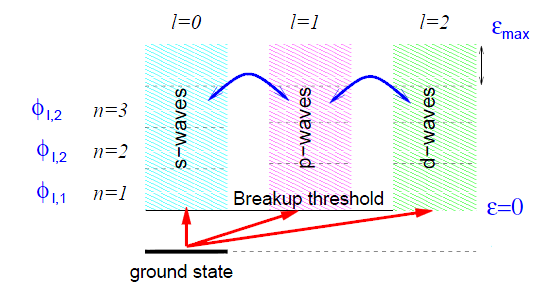 l=0 l=1 l=2
εmax
s−waves
p−waves
d−waves
ϕl,2 n=3
ϕl,2 n=2
ϕl,1 n=1
Breakup threshold
ε=0
ground state